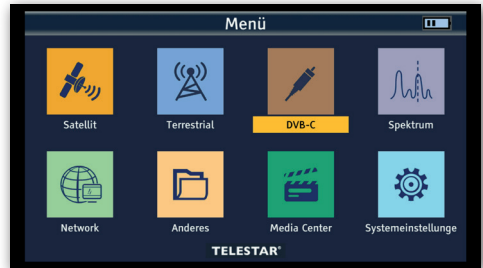 Menü
Satellit Terrestrial DVB-C Spektrum
Network Anderes Media Center Systemeinstellunge
TELESTAR